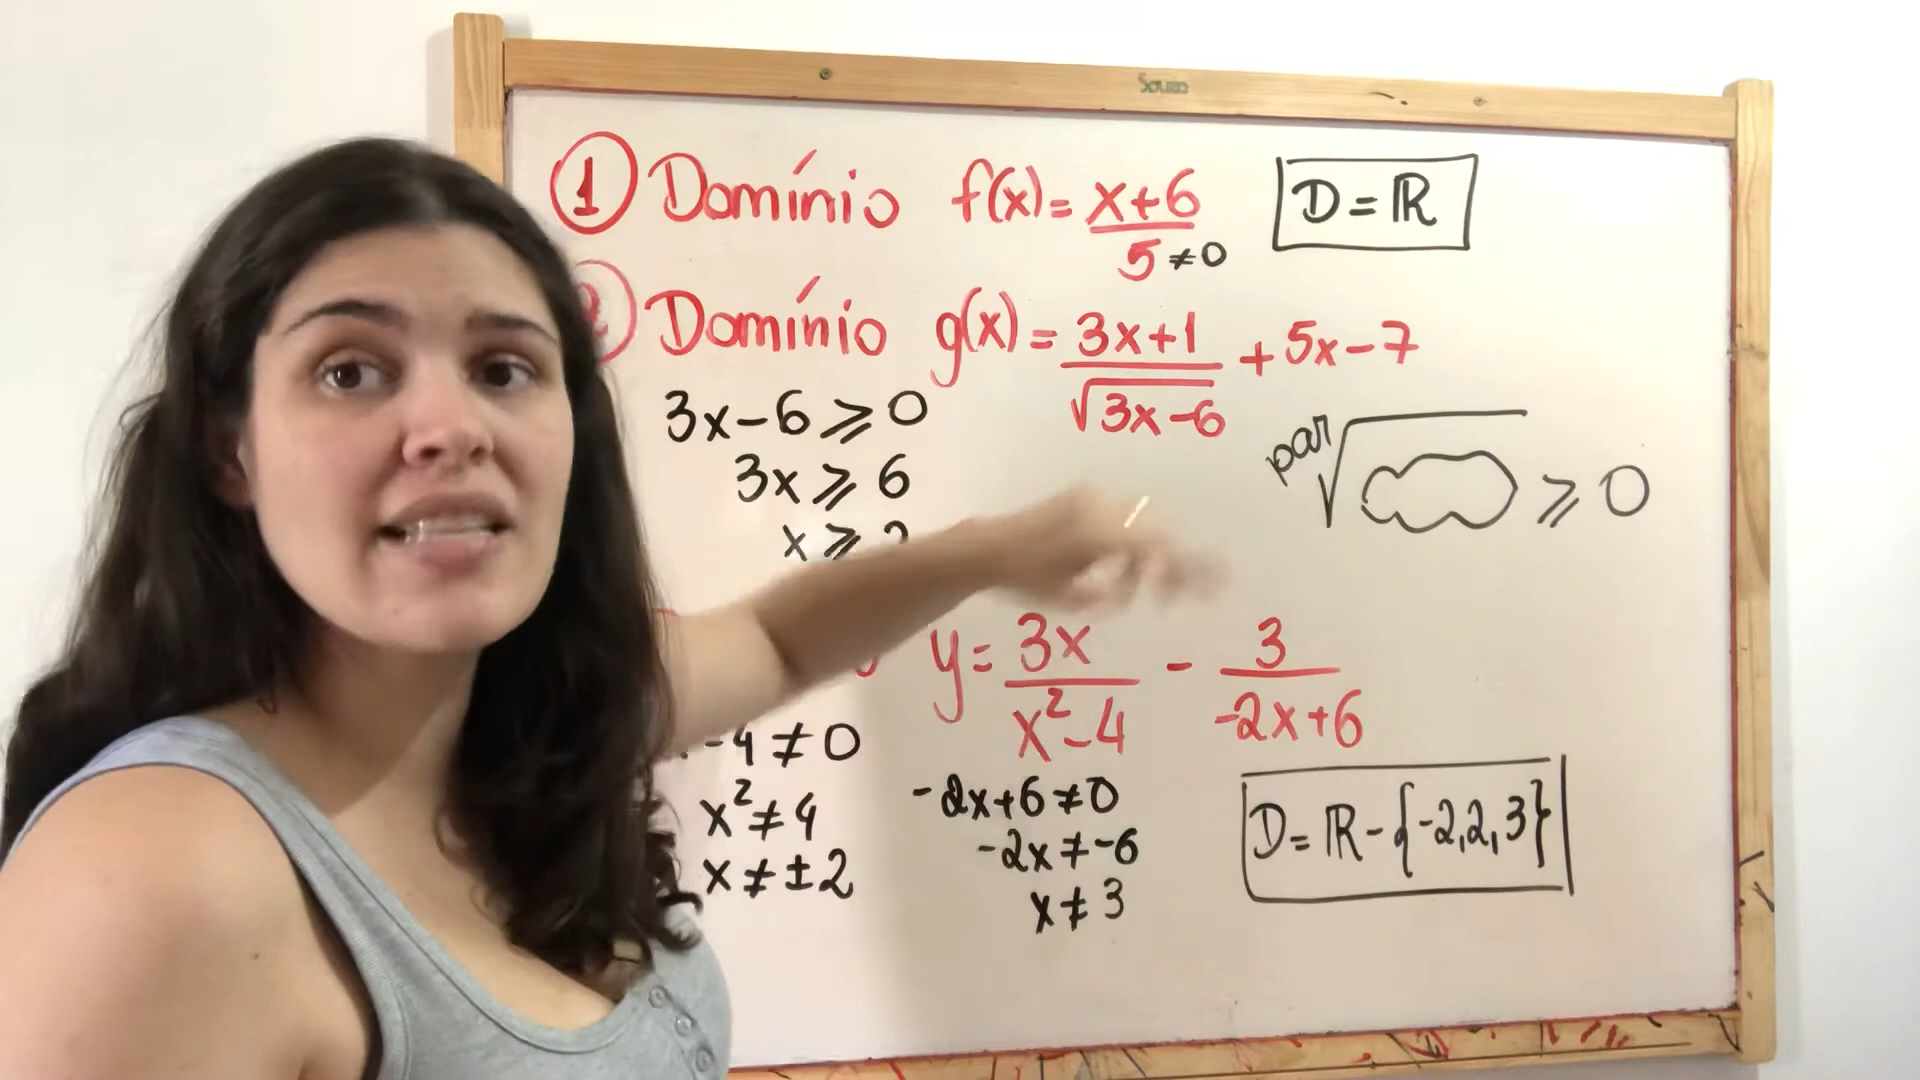 Souza
1 Domínio f(x) = x+6 / 5 ≠0 D = ℝ
Domínio g(x) = 3x+1 / √3x-6 + 5x-7
3x-6 ⩾ 0
3x ⩾ 6
x ⩾ 2
par√ ⩾ 0
y = 3x / x²-4 - 3 / -2x+6
-4 ≠ 0
x² ≠ 4
x ≠ ±2
-2x+6 ≠ 0
-2x ≠ -6
x ≠ 3
D = ℝ - {-2,2,3}